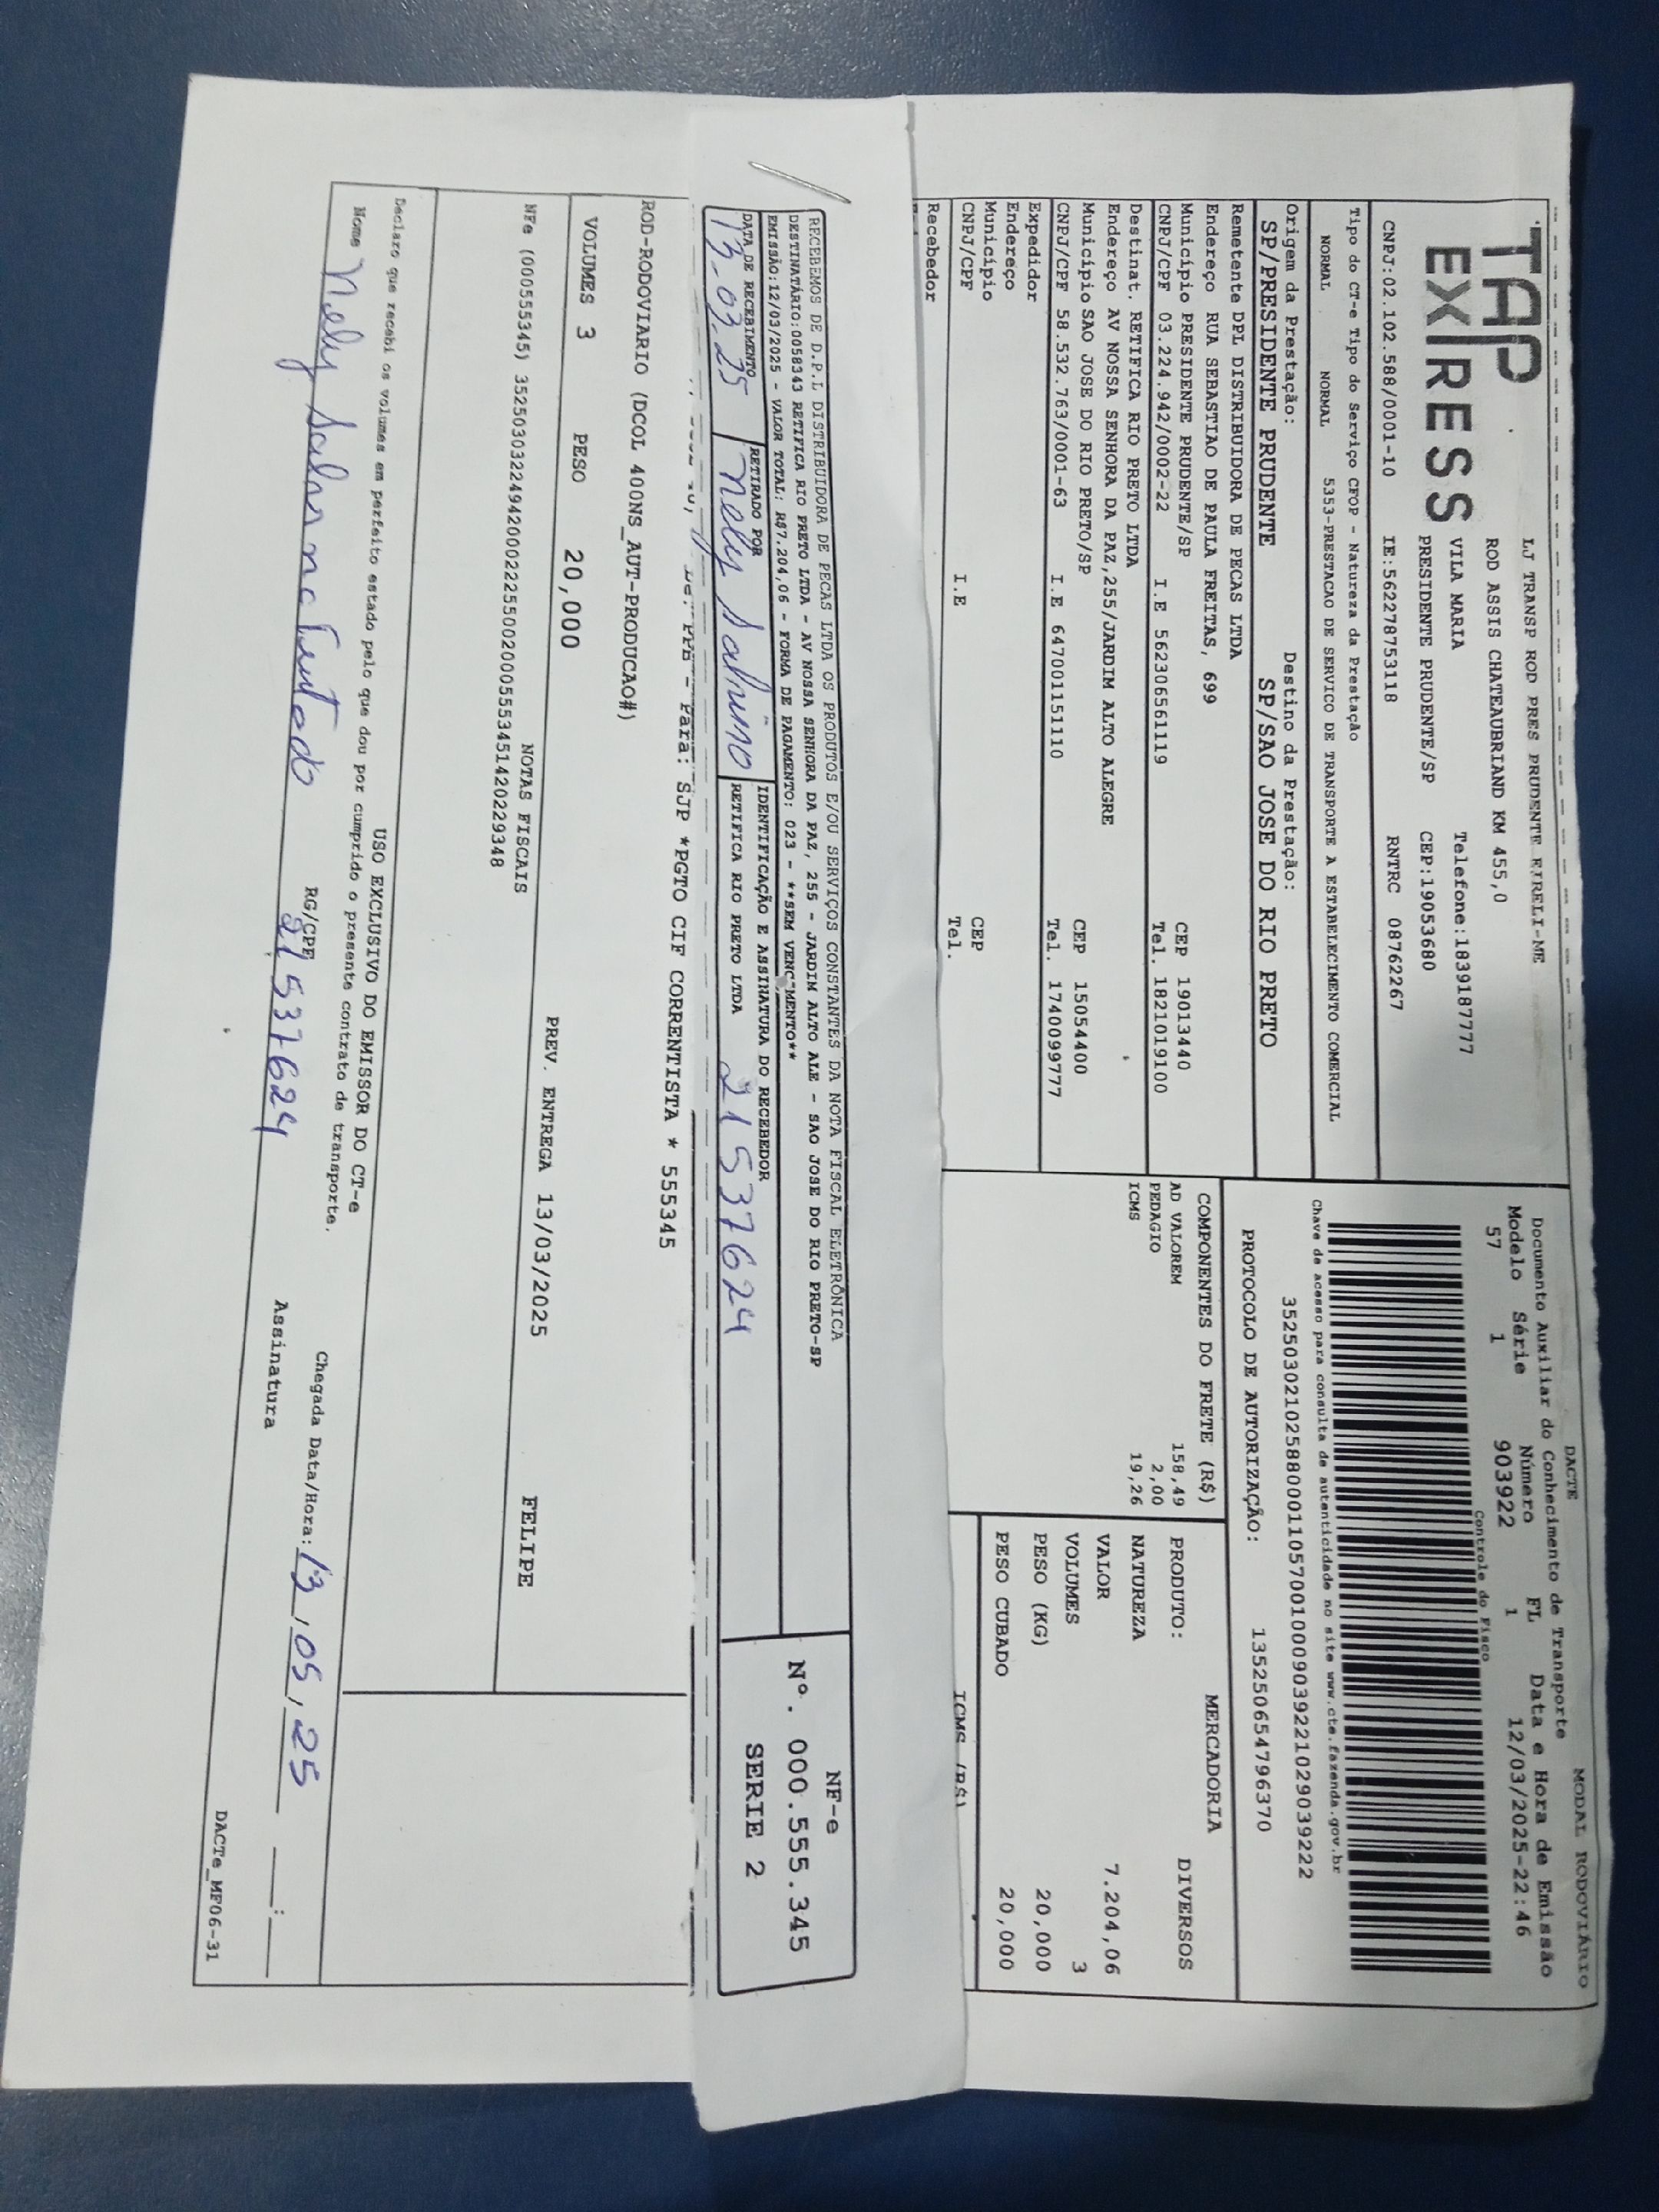 DACTE
MODAL RODOVIÁRIO
TAP EXPRESS
LJ TRANSP ROD PRES PRUDENTE EIRELI-ME
ROD ASSIS CHATEAUBRIAND KM 455,0
VILA MARIA Telefone:1839187777
PRESIDENTE PRUDENTE/SP CEP:19053680
CNPJ:02.102.588/0001-10 IE:562278753118 RNTRC 08762267
Documento Auxiliar do Conhecimento de Transporte
Modelo Série Número FL Data e Hora de Emissão
57 1 903922 1 12/03/2025-22:46
Controle do Fisco
Chave de acesso para consulta de autenticidade no site www.cte.fazenda.gov.br
35250302102588000110570010009039221029039222
PROTOCOLO DE AUTORIZAÇÃO: 135250654796370
Tipo do CT-e Tipo do Serviço CFOP - Natureza da Prestação
NORMAL NORMAL 5353-PRESTACAO DE SERVICO DE TRANSPORTE A ESTABELECIMENTO COMERCIAL
Origem da Prestação: Destino da Prestação:
SP/PRESIDENTE PRUDENTE SP/SAO JOSE DO RIO PRETO
Remetente DPL DISTRIBUIDORA DE PECAS LTDA
Endereço RUA SEBASTIAO DE PAULA FREITAS, 699
Município PRESIDENTE PRUDENTE/SP CEP 19013440
CNPJ/CPF 03.224.942/0002-22 I.E 562306561119 Tel. 1821019100
Destinat. RETIFICA RIO PRETO LTDA
Endereço AV NOSSA SENHORA DA PAZ,255/JARDIM ALTO ALEGRE
Município SAO JOSE DO RIO PRETO/SP CEP 15054400
CNPJ/CPF 58.532.763/0001-63 I.E 647001151110 Tel. 1740099777
Expedidor
Endereço
Município CEP
CNPJ/CPF I.E Tel.
Recebedor
COMPONENTES DO FRETE (R$)
AD VALOREM 158,49
PEDAGIO 2,00
ICMS 19,26
MERCADORIA
PRODUTO: DIVERSOS
NATUREZA
VALOR 7.204,06
VOLUMES 3
PESO (KG) 20,000
PESO CUBADO 20,000
ICMS (R$)
RECEBEMOS DE D.P.L DISTRIBUIDORA DE PECAS LTDA OS PRODUTOS E/OU SERVIÇOS CONSTANTES DA NOTA FISCAL ELETRÔNICA
DESTINATÁRIO:0058343 RETIFICA RIO PRETO LTDA - AV NOSSA SENHORA DA PAZ, 255 - JARDIM ALTO ALE - SAO JOSE DO RIO PRETO-SP
EMISSÃO:12/03/2025 - VALOR TOTAL: R$7.204,06 - FORMA DE PAGAMENTO: 023 - **SEM VENCIMENTO**
DATA DE RECEBIMENTO RETIRADO POR IDENTIFICAÇÃO E ASSINATURA DO RECEBEDOR
RETIFICA RIO PRETO LTDA
13-03-25 Nely Salvino 21537624
NF-e
Nº. 000.555.345
SERIE 2
Para: SJP *PGTO CIF CORRENTISTA * 555345
ROD-RODOVIARIO (DCOL 400NS_AUT-PRODUCAO#)
VOLUMES 3 PESO 20,000 PREV. ENTREGA 13/03/2025 FELIPE
NOTAS FISCAIS
NFe (000555345) 35250303224942000222550020005553451420229348
USO EXCLUSIVO DO EMISSOR DO CT-e
Declaro que recebi os volumes em perfeito estado pelo que dou por cumprido o presente contrato de transporte.
Nome Nely RG/CPF 21537624 Assinatura Chegada Data/Hora: 13,05,25 __:__
DACTe_MF06-31